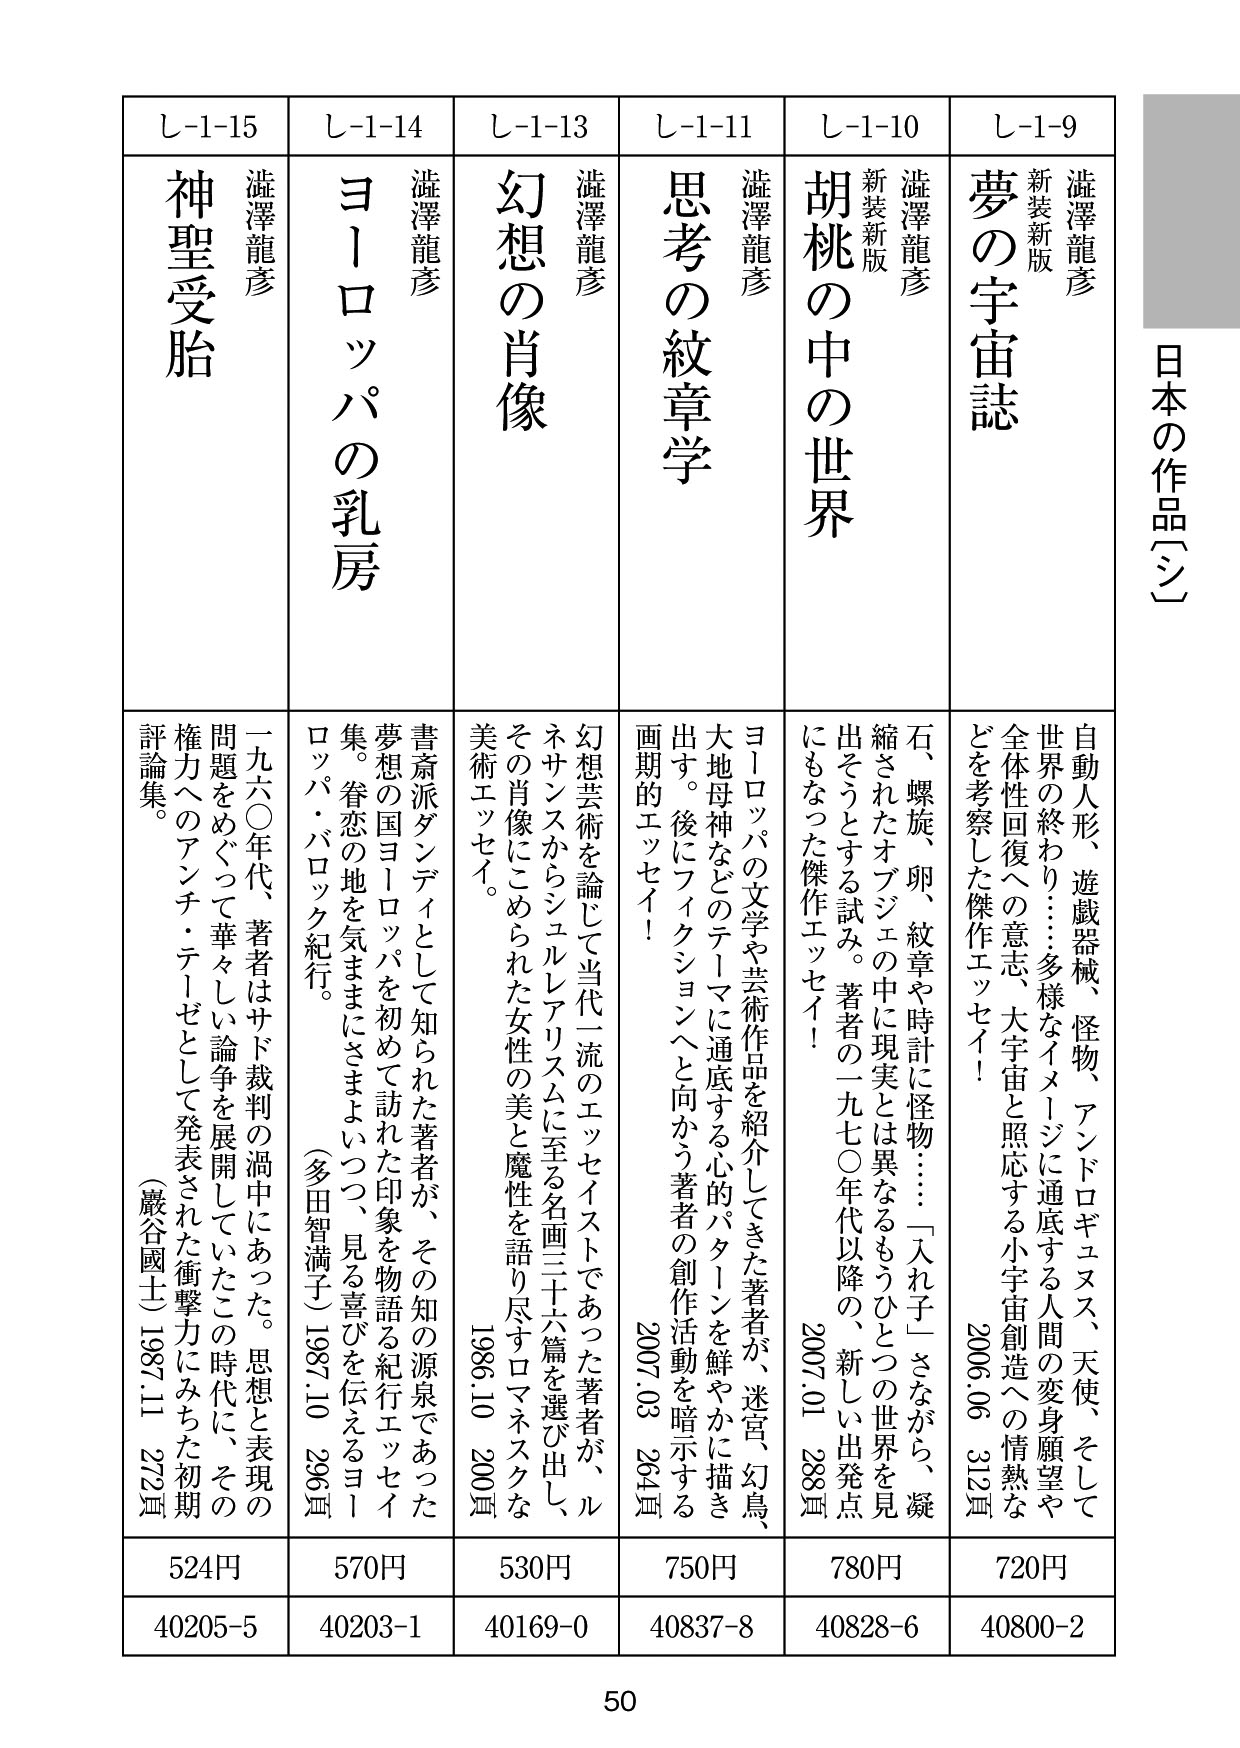 日本の作品〔シ〕
し-1-9
澁澤龍彦
新装新版
夢の宇宙誌
自動人形、遊戯器械、怪物、アンドロギュヌス、天使、そして
世界の終わり……多様なイメージに通底する人間の変身願望や
全体性回復への意志、大宇宙と照応する小宇宙創造への情熱な
どを考察した傑作エッセイ！
2006.06 312頁
720円
40800-2
し-1-10
澁澤龍彦
新装新版
胡桃の中の世界
石、螺旋、卵、紋章や時計に怪物……「入れ子」さながら、凝
縮されたオブジェの中に現実とは異なるもうひとつの世界を見
出そうとする試み。著者の一九七〇年代以降の、新しい出発点
にもなった傑作エッセイ！
2007.01 288頁
780円
40828-6
し-1-11
澁澤龍彦
思考の紋章学
ヨーロッパの文学や芸術作品を紹介してきた著者が、迷宮、幻鳥、
大地母神などのテーマに通底する心的パターンを鮮やかに描き
出す。後にフィクションへと向かう著者の創作活動を暗示する
画期的エッセイ！
2007.03 264頁
750円
40837-8
し-1-13
澁澤龍彦
幻想の肖像
幻想芸術を論じて当代一流のエッセイストであった著者が、ル
ネサンスからシュルレアリスムに至る名画三十六篇を選び出し、
その肖像にこめられた女性の美と魔性を語り尽すロマネスクな
美術エッセイ。
1986.10 200頁
530円
40169-0
し-1-14
澁澤龍彦
ヨーロッパの乳房
書斎派ダンディとして知られた著者が、その知の源泉であった
夢想の国ヨーロッパを初めて訪れた印象を物語る紀行エッセイ
集。眷恋の地を気ままにさまよいつつ、見る喜びを伝えるヨー
ロッパ・バロック紀行。
（多田智満子）1987.10 296頁
570円
40203-1
し-1-15
澁澤龍彦
神聖受胎
一九六〇年代、著者はサド裁判の渦中にあった。思想と表現の
問題をめぐって華々しい論争を展開していたこの時代に、その
権力へのアンチ・テーゼとして発表された衝撃力にみちた初期
評論集。
（巖谷國士）1987.11 272頁
524円
40205-5
50